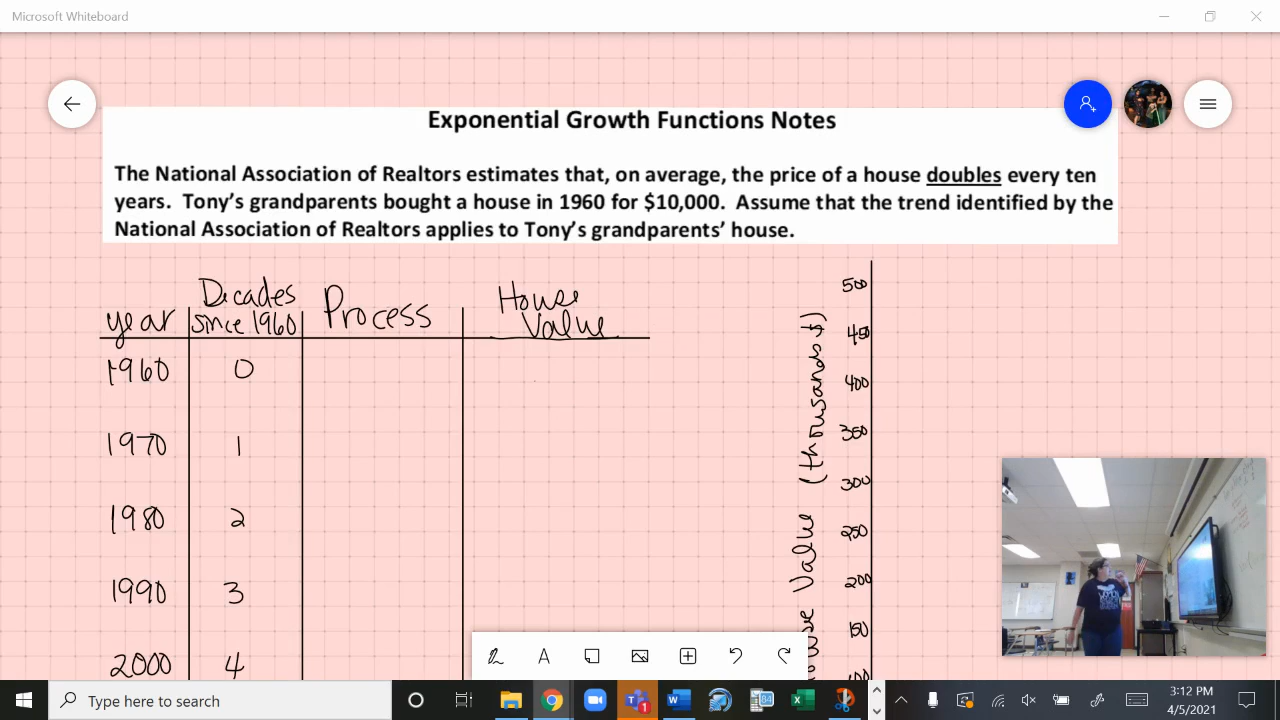 Microsoft Whiteboard
Exponential Growth Functions Notes
The National Association of Realtors estimates that, on average, the price of a house doubles every ten
years. Tony's grandparents bought a house in 1960 for $10,000. Assume that the trend identified by the
National Association of Realtors applies to Tony's grandparents' house.
year
Decades
since 1960
Process
House
Value
1960 0
1970 1
1980 2
1990 3
2000 4
Value (thousands $)
500
450
400
350
300
250
200
150
Type here to search
1
3:12 PM
4/5/2021